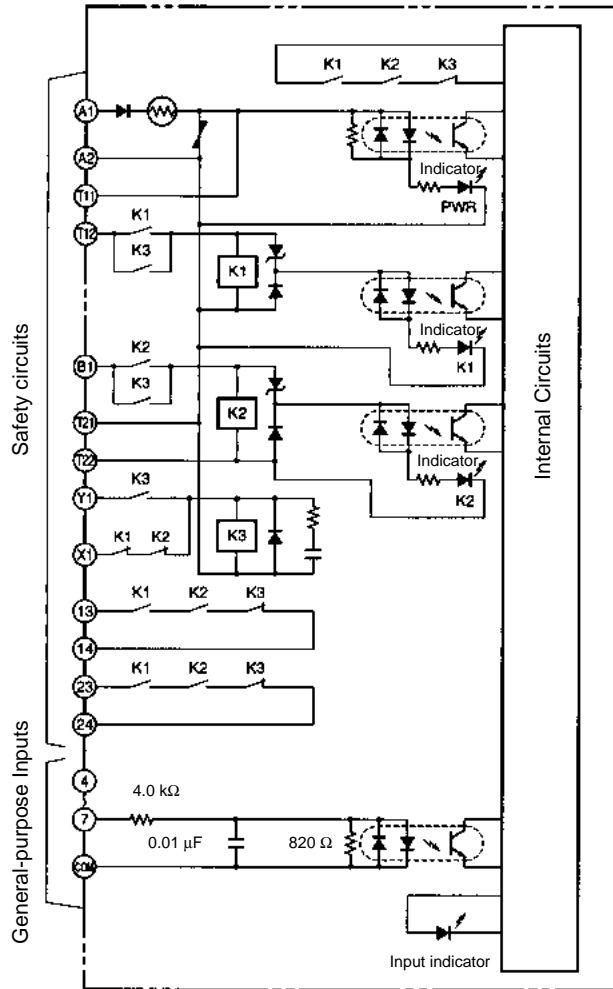 K1 K2 K3
A1
A2
Indicator
T11
PWR
K1
T12
K3
K1
Indicator
K1
K2
B1
K3
K2
T21
Indicator
T22
K2
K3
Y1
K3
K1 K2
X1
K1 K2 K3
13
14
K1 K2 K3
23
24
4
4.0 kΩ
7
0.01 µF
820 Ω
COM
Input indicator
Safety circuits
General-purpose Inputs
Internal Circuits